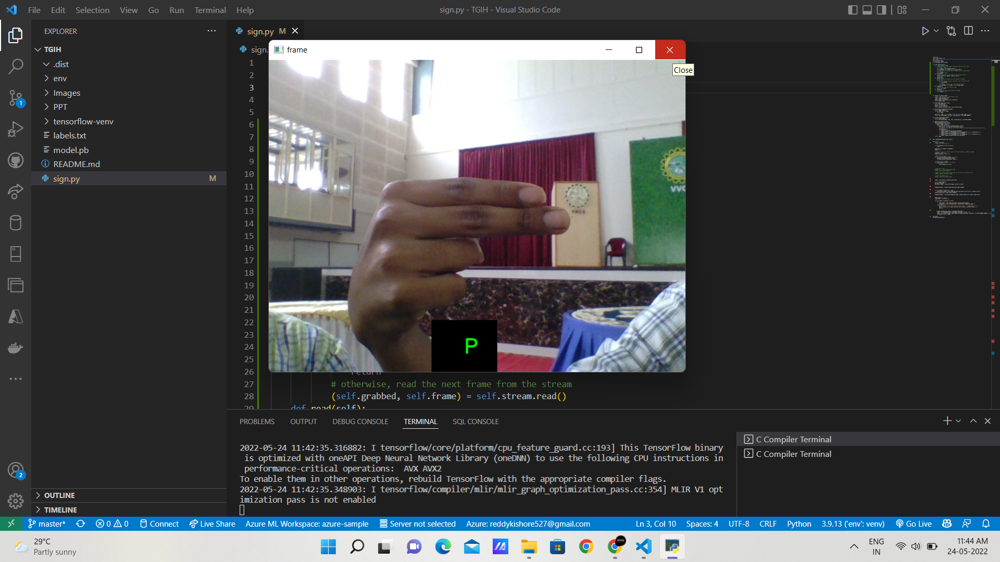 File Edit Selection View Go Run Terminal Help
sign.py - TGIH - Visual Studio Code
EXPLORER
TGIH
.dist
env
Images
PPT
tensorflow-venv
labels.txt
model.pb
README.md
sign.py M
1
2
OUTLINE
TIMELINE
sign.py M
sign.
frame
Close
1
2
3
4
5
6
7
8
9
10
11
12
13
14
15
16
17
18
19
20
21
22
23
24
25
P
26 return
27 # otherwise, read the next frame from the stream
28 (self.grabbed, self.frame) = self.stream.read()
29 def read(self):
PROBLEMS OUTPUT DEBUG CONSOLE TERMINAL SQL CONSOLE
2022-05-24 11:42:35.316882: I tensorflow/core/platform/cpu_feature_guard.cc:193] This TensorFlow binary
is optimized with oneAPI Deep Neural Network Library (oneDNN) to use the following CPU instructions in
performance-critical operations:  AVX AVX2
To enable them in other operations, rebuild TensorFlow with the appropriate compiler flags.
2022-05-24 11:42:35.348903: I tensorflow/compiler/mlir/mlir_graph_optimization_pass.cc:354] MLIR V1 opt
imization pass is not enabled
C Compiler Terminal
C Compiler Terminal
master* 0 0 Connect Live Share Azure ML Workspace: azure-sample Server not selected Azure: reddykishore527@gmail.com Ln 3, Col 10 Spaces: 4 UTF-8 CRLF Python 3.9.13 ('env': venv) Go Live
29°C
Partly sunny
ENG
IN
11:44 AM
24-05-2022